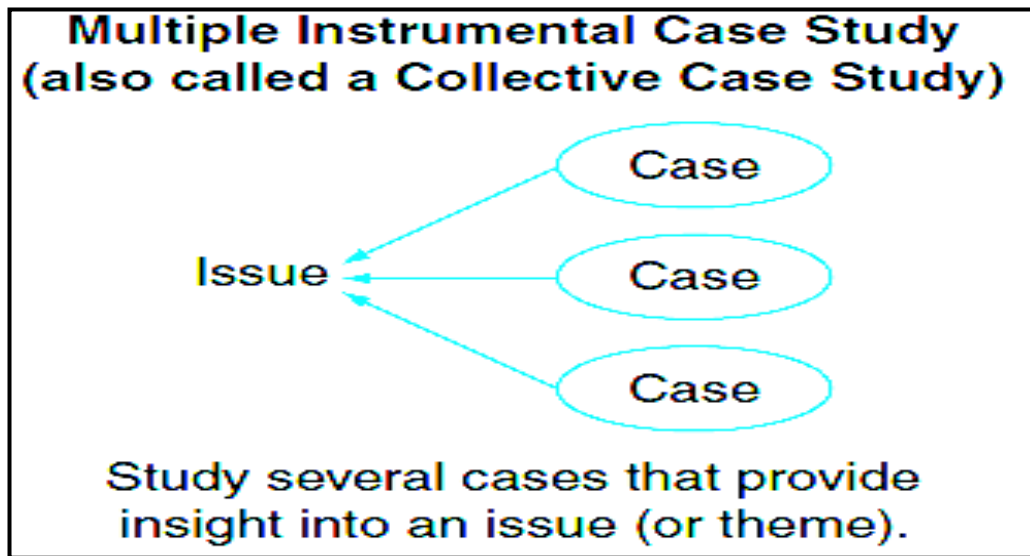 Multiple Instrumental Case Study
(also called a Collective Case Study)
Case
Issue
Case
Case
Study several cases that provide
insight into an issue (or theme).